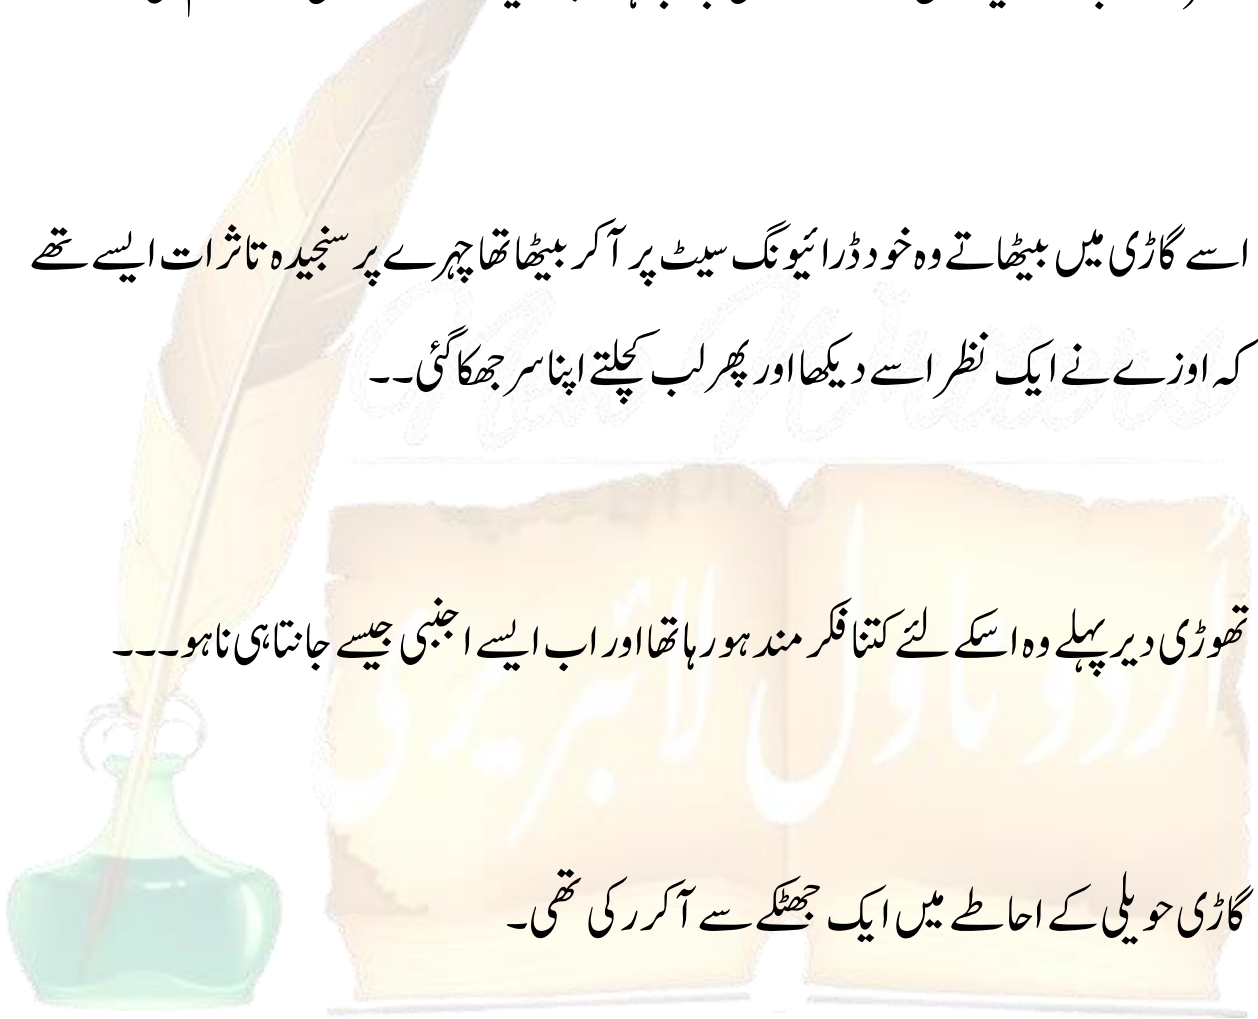 اسے گاڑی میں بیٹھاتے وہ خود ڈرائیونگ سیٹ پر آکر بیٹھا تھا چہرے پر سنجیدہ تاثرات ایسے تھے
کہ اوزے نے ایک نظر اسے دیکھا اور پھر لب کچلتے اپنا سر جھکا گئی۔۔
تھوڑی دیر پہلے وہ اسکے لئے کتنا فکر مند ہو رہا تھا اور اب ایسے اجنبی جیسے جانتا ہی نا ہو۔۔۔
اُردو ناول لائبریری
گاڑی حویلی کے احاطے میں ایک جھٹکے سے آکر رکی تھی۔